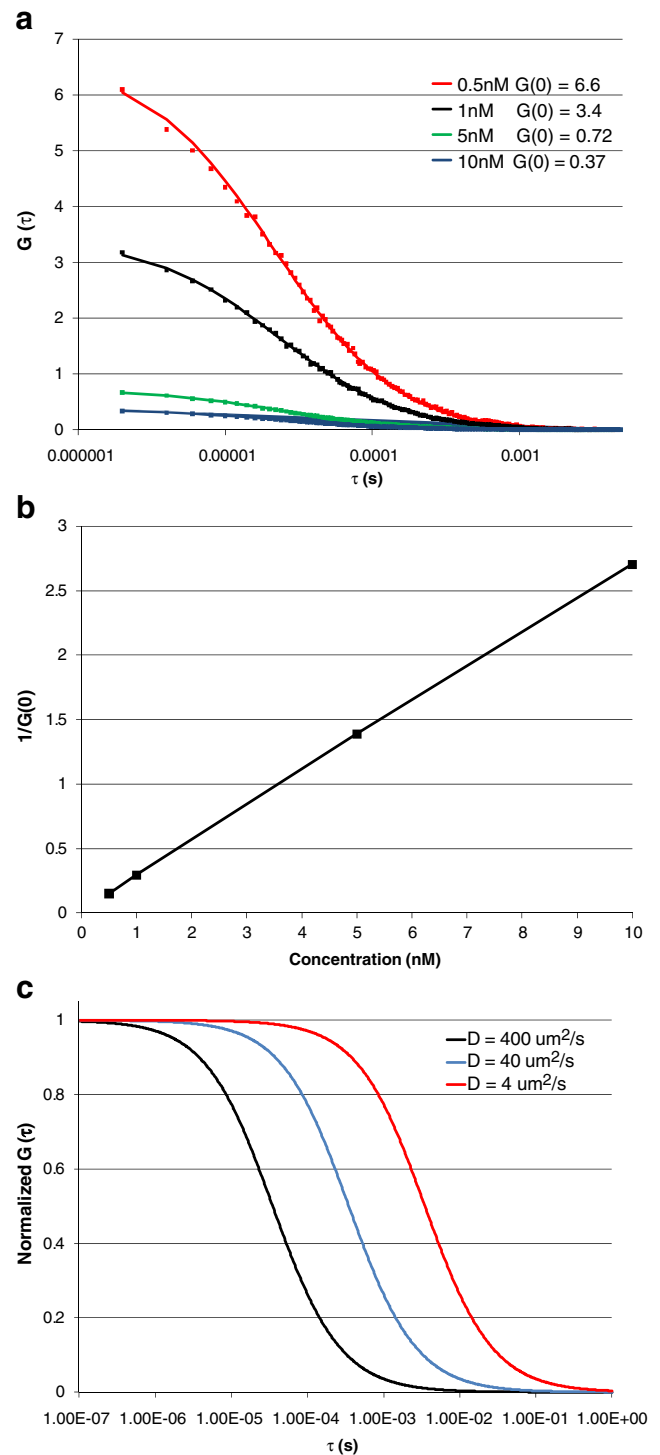 a
7
6
5
4
3
2
1
0
G (τ)
0.5nM G(0) = 6.6
1nM G(0) = 3.4
5nM G(0) = 0.72
10nM G(0) = 0.37
0.000001 0.00001 0.0001 0.001
τ (s)
b
3
2.5
2
1.5
1
0.5
0
1/G(0)
0 1 2 3 4 5 6 7 8 9 10
Concentration (nM)
c
1
0.8
0.6
0.4
0.2
0
Normalized G (τ)
D = 400 um²/s
D = 40 um²/s
D = 4 um²/s
1.00E-07 1.00E-06 1.00E-05 1.00E-04 1.00E-03 1.00E-02 1.00E-01 1.00E+00
τ (s)